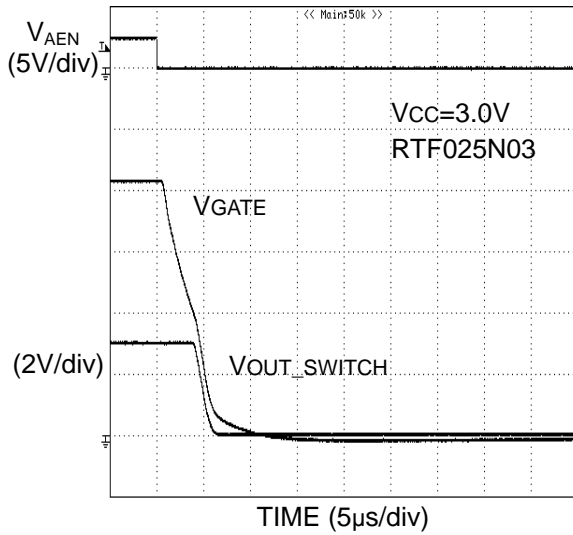 << Main:50k >>
VAEN
(5V/div)
VCC=3.0V
RTF025N03
VGATE
(2V/div)
VOUT_SWITCH
TIME (5µs/div)